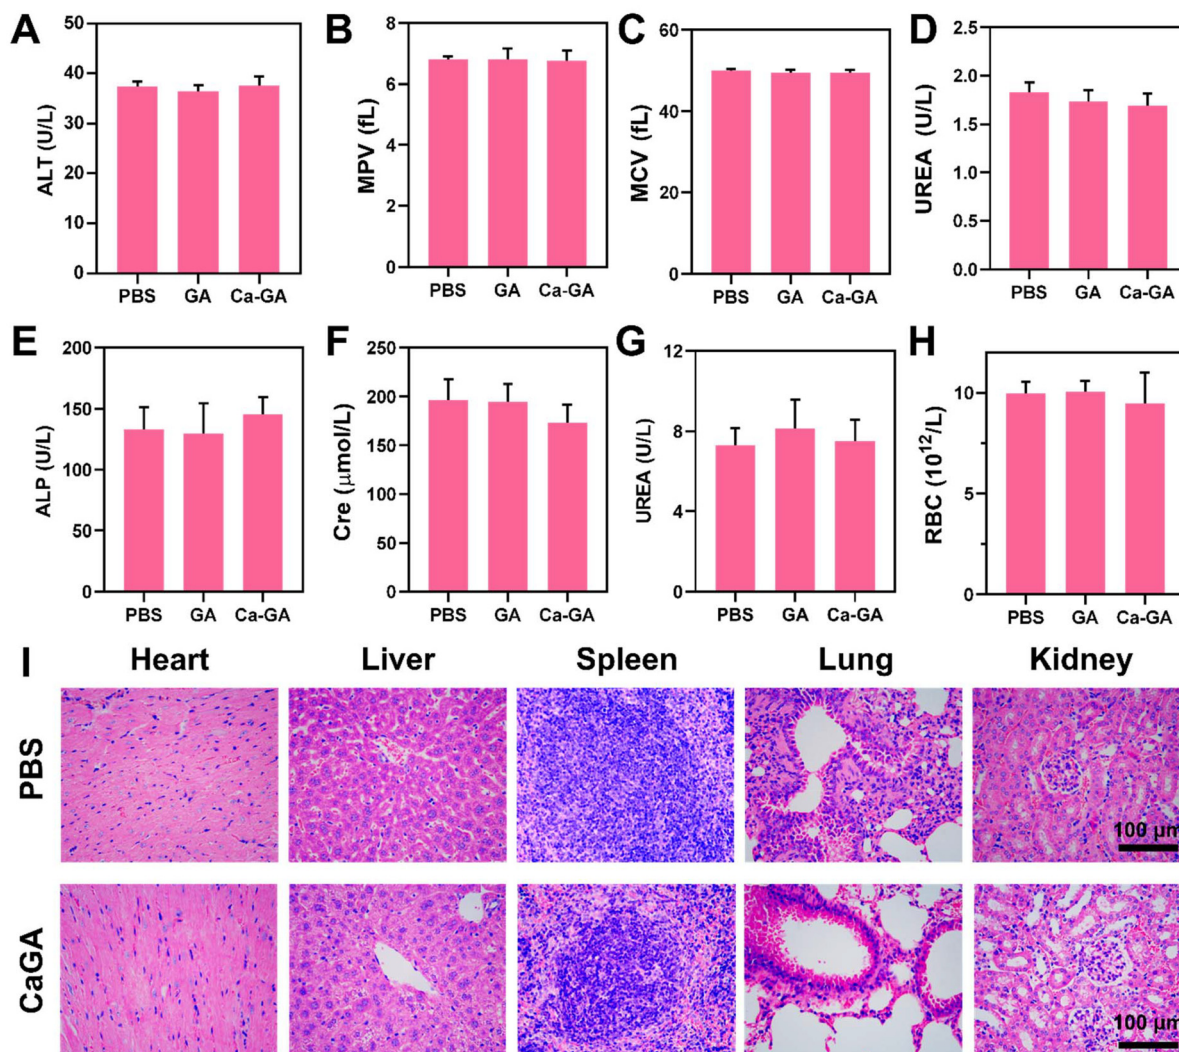 A
ALT (U/L)
50
40
30
20
10
0
PBS GA Ca-GA
B
MPV (fL)
8
6
4
2
0
PBS GA Ca-GA
C
MCV (fL)
60
40
20
0
PBS GA Ca-GA
D
UREA (U/L)
2.5
2.0
1.5
1.0
0.5
0.0
PBS GA Ca-GA
E
ALP (U/L)
200
150
100
50
0
PBS GA Ca-GA
F
Cre (μmol/L)
250
200
150
100
50
0
PBS GA Ca-GA
G
UREA (U/L)
12
8
4
0
PBS GA Ca-GA
H
RBC (10¹²/L)
10
5
0
PBS GA Ca-GA
I
Heart Liver Spleen Lung Kidney
PBS
100 μm
CaGA
100 μm